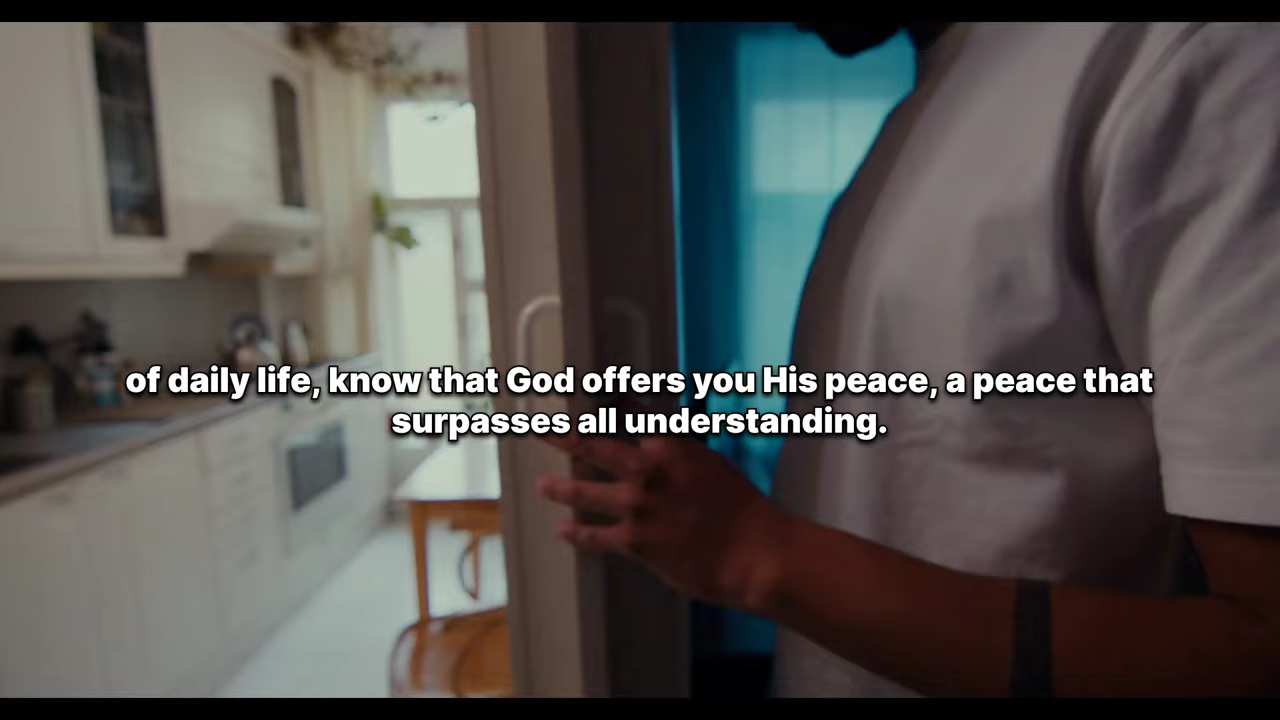 of daily life, know that God offers you His peace, a peace that
surpasses all understanding.